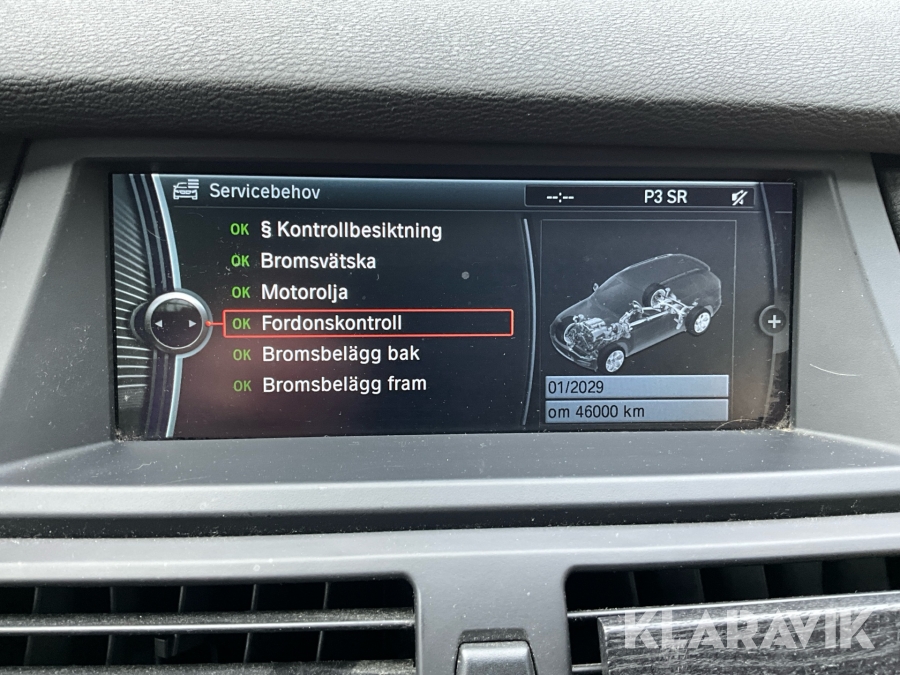 Servicebehov
--:-- P3 SR
OK § Kontrollbesiktning
OK Bromsvätska
OK Motorolja
OK Fordonskontroll
OK Bromsbelägg bak
OK Bromsbelägg fram
01/2029
om 46000 km
KLARAVIK